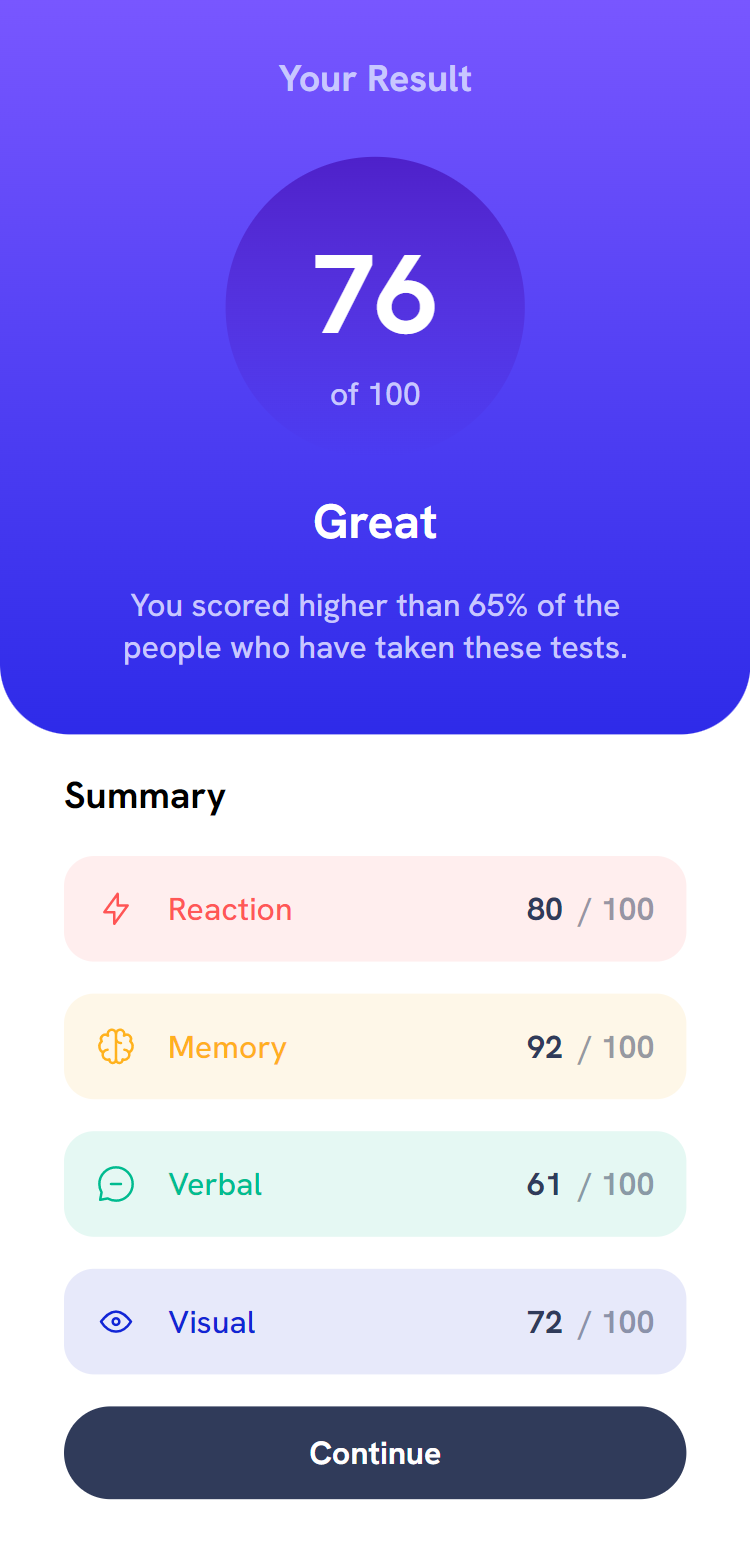 Your Result
76
of 100
Great
You scored higher than 65% of the
people who have taken these tests.
Summary
Reaction 80 / 100
Memory 92 / 100
Verbal 61 / 100
Visual 72 / 100
Continue